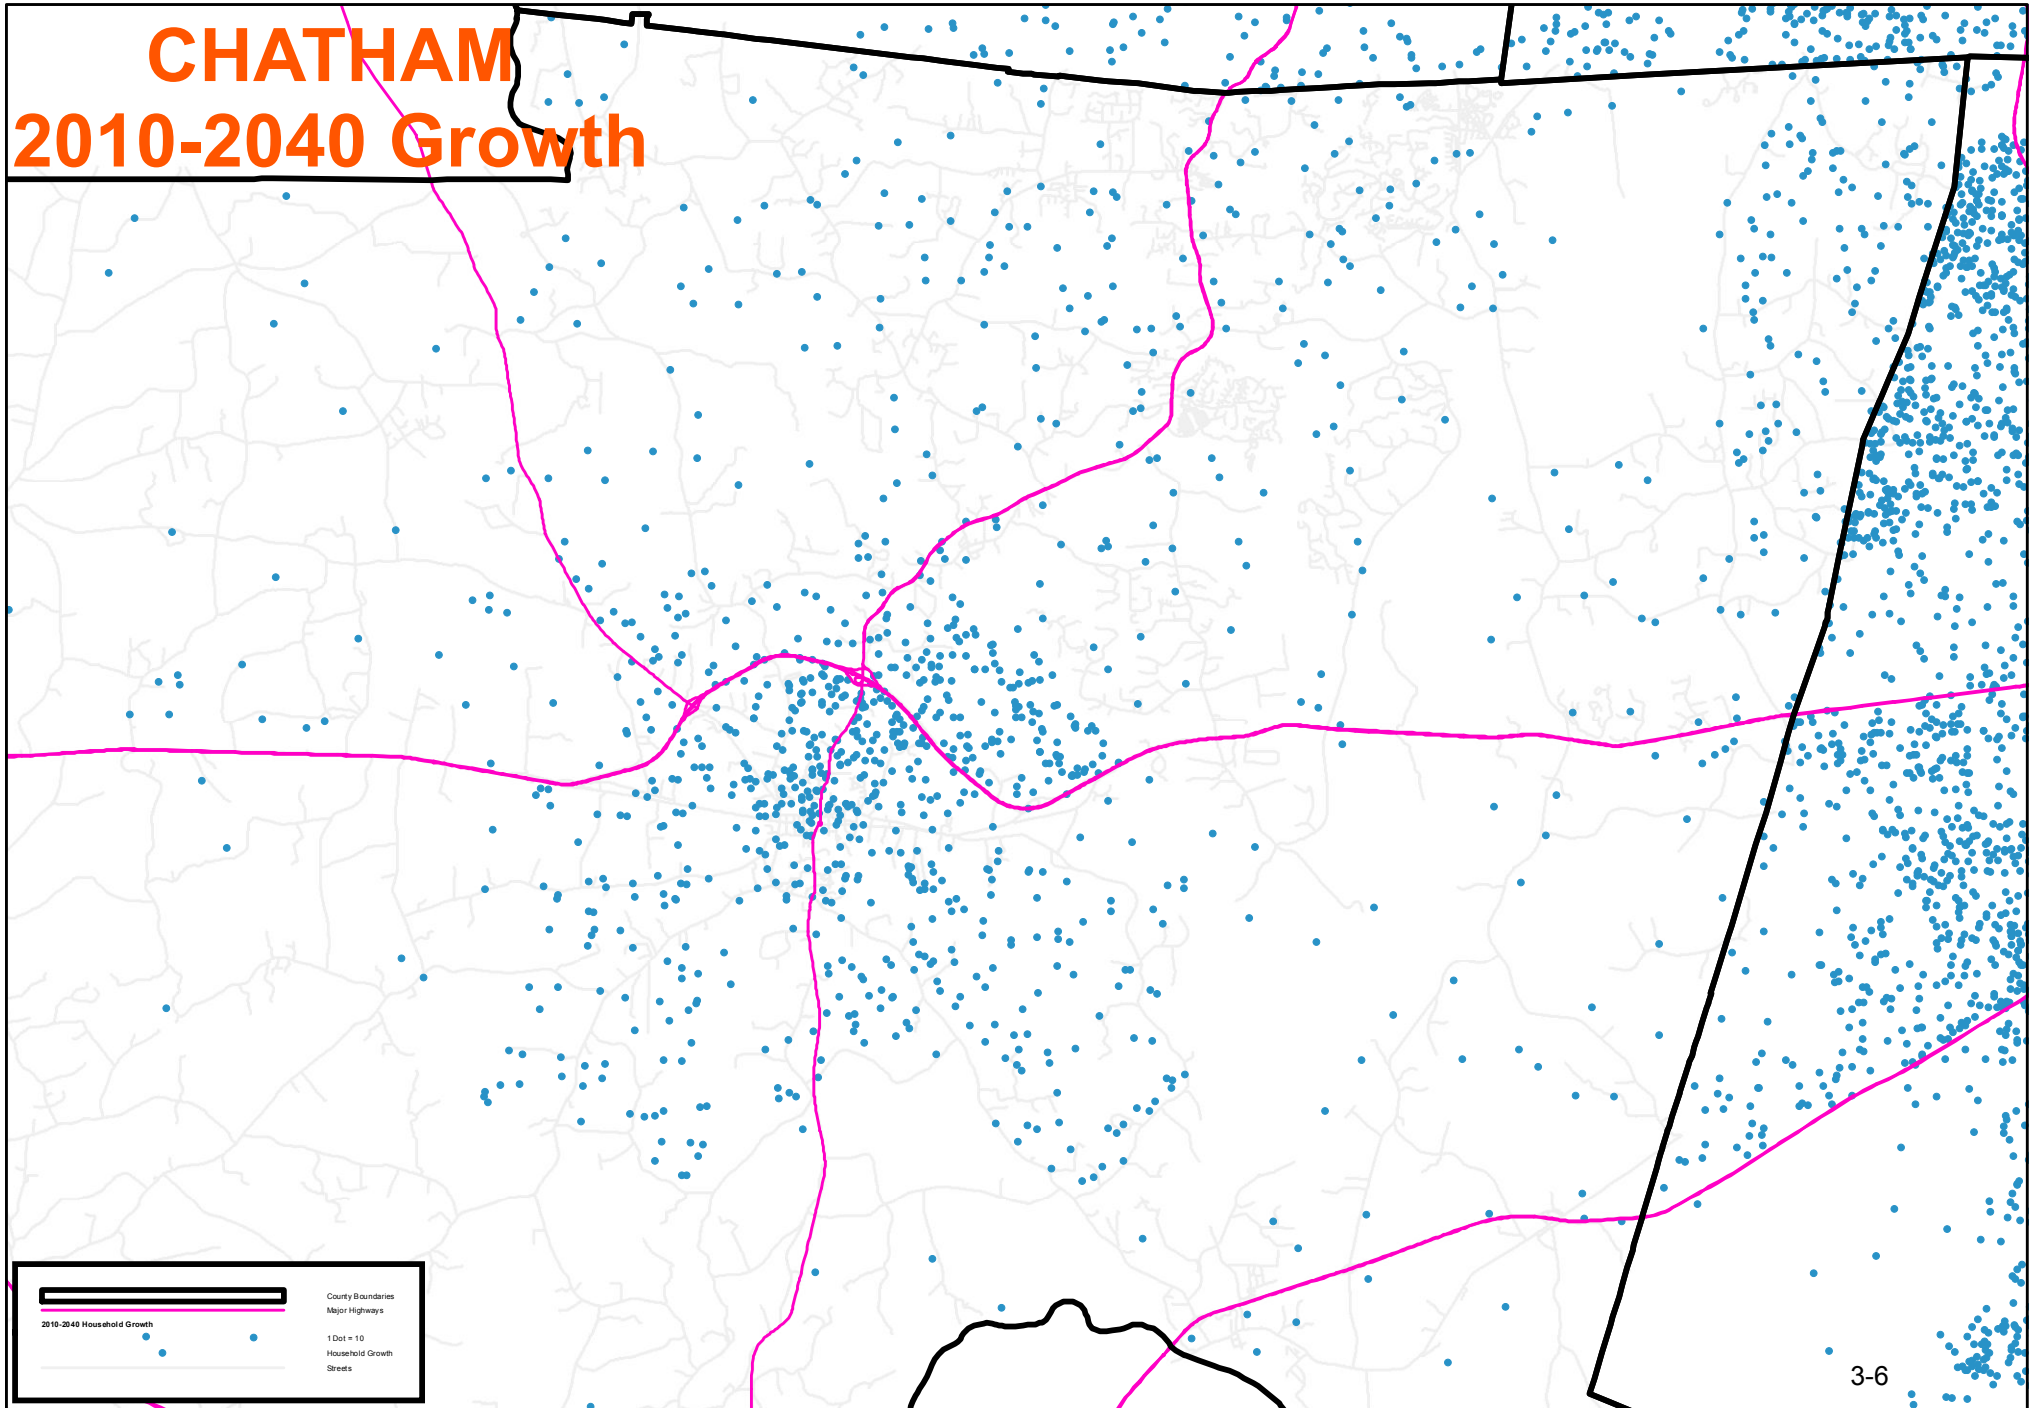 CHATHAM
2010-2040 Growth
County Boundaries
Major Highways
2010-2040 Household Growth
1 Dot = 10
Household Growth
Streets
3-6